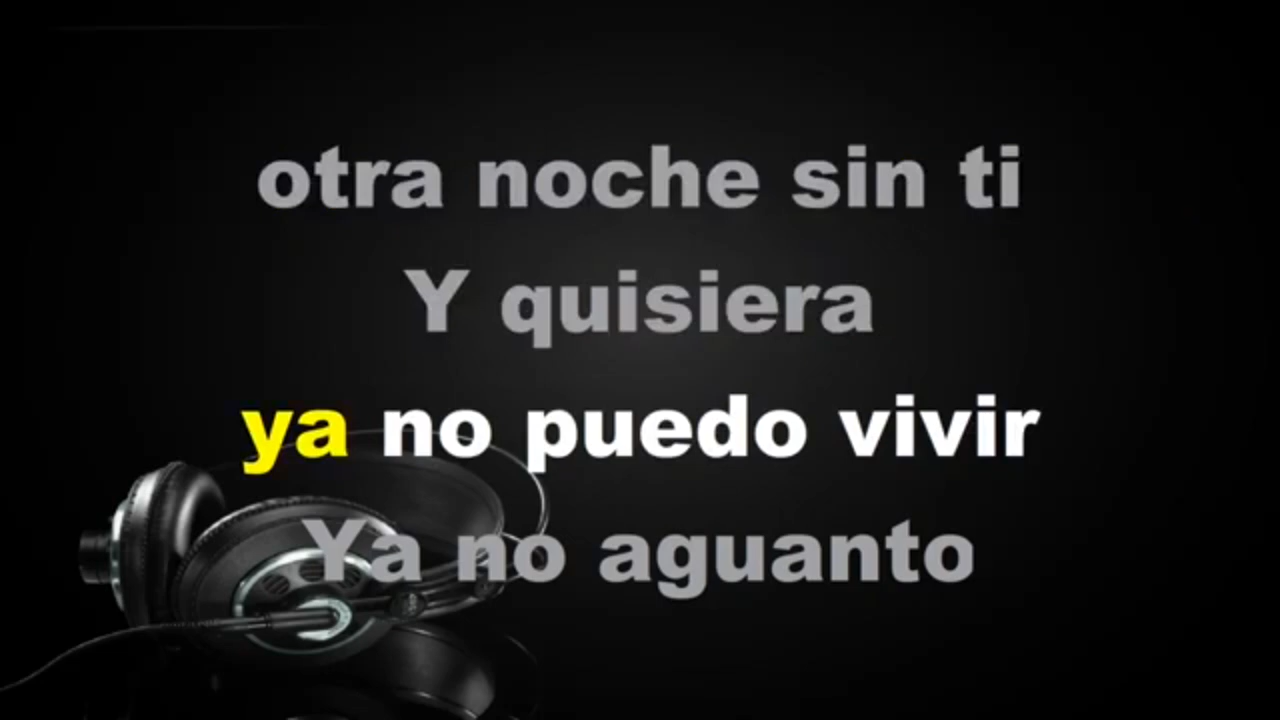 otra noche sin ti
Y quisiera
ya no puedo vivir
Ya no aguanto